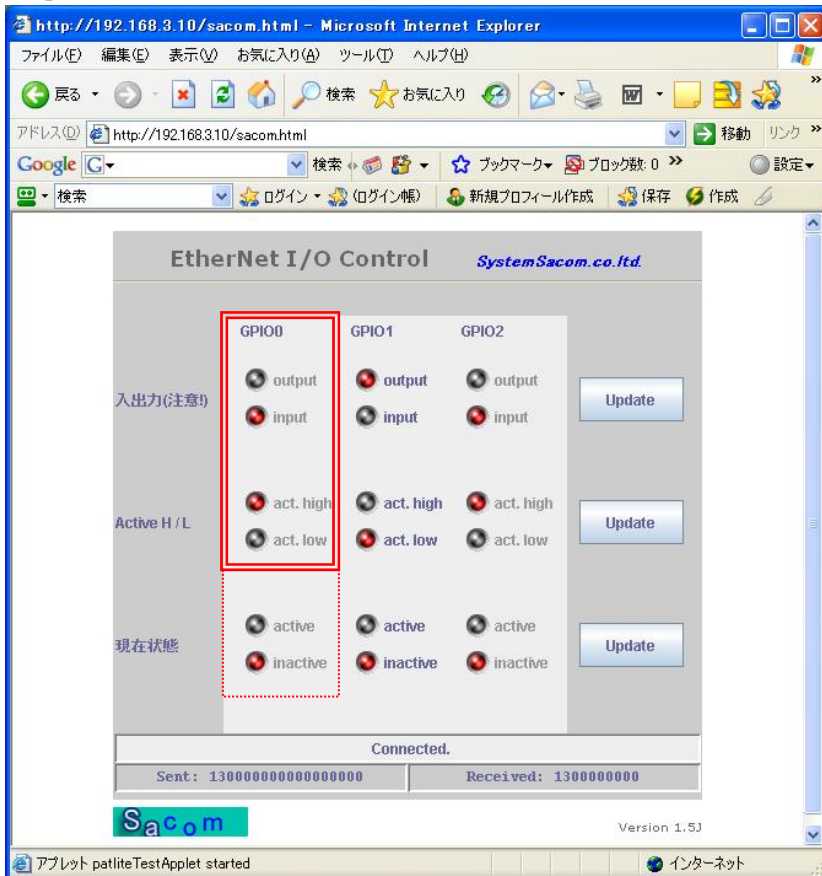 http://192.168.3.10/sacom.html - Microsoft Internet Explorer
ファイル(F) 編集(E) 表示(V) お気に入り(A) ツール(T) ヘルプ(H)
戻る 検索 お気に入り
アドレス(D) http://192.168.3.10/sacom.html 移動 リンク »
Google G 検索 ブックマーク ブロック数: 0 » 設定
検索 ログイン (ログイン帳) 新規プロフィール作成 保存 作成
EtherNet I/O Control SystemSacom.co.ltd.
GPIO0 GPIO1 GPIO2
output output output
入出力(注意!) Update
input input input
act. high act. high act. high
Active H / L Update
act. low act. low act. low
active active active
現在状態 Update
inactive inactive inactive
Connected.
Sent: 130000000000000000 Received: 1300000000
Sacom Version 1.5J
アプレット patliteTestApplet started インターネット